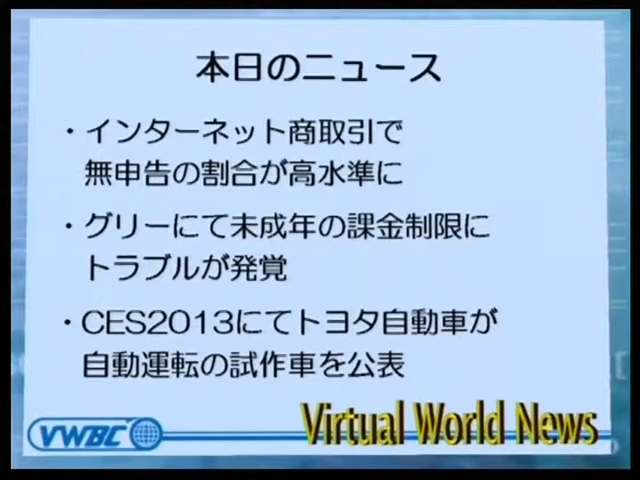 本日のニュース
・インターネット商取引で
無申告の割合が高水準に
・グリーにて未成年の課金制限に
トラブルが発覚
・CES2013にてトヨタ自動車が
自動運転の試作車を公表
Virtual World News
VWBC